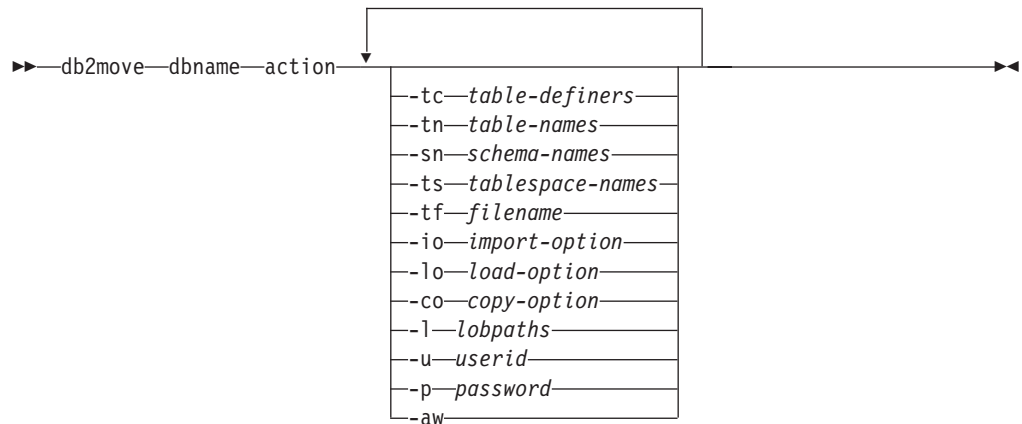 db2move dbname action
-tc table-definers
-tn table-names
-sn schema-names
-ts tablespace-names
-tf filename
-io import-option
-lo load-option
-co copy-option
-l lobpaths
-u userid
-p password
-aw